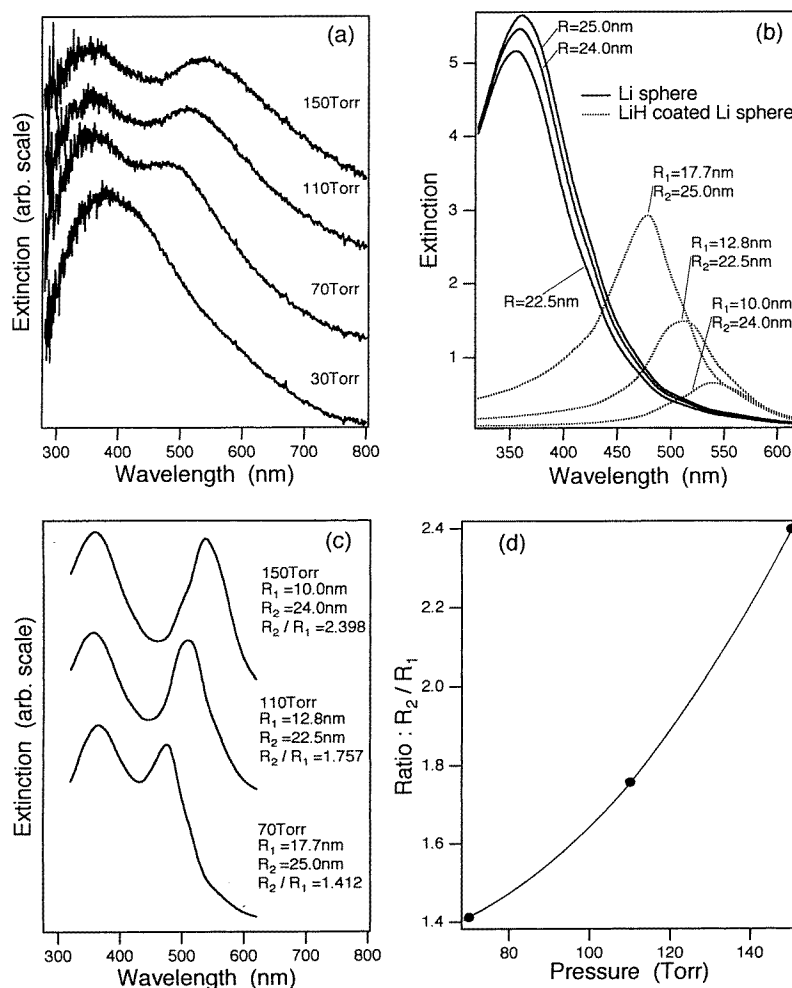 (a)
150Torr
110Torr
70Torr
30Torr
Extinction (arb. scale)
300 400 500 600 700 800
Wavelength (nm)
(b)
R=25.0nm
R=24.0nm
Li sphere
LiH coated Li sphere
R₁=17.7nm
R₂=25.0nm
R₁=12.8nm
R₂=22.5nm
R₁=10.0nm
R₂=24.0nm
R=22.5nm
5
4
3
2
1
Extinction
350 400 450 500 550 600
Wavelength (nm)
(c)
150Torr
R₁=10.0nm
R₂=24.0nm
R₂ / R₁=2.398
110Torr
R₁=12.8nm
R₂=22.5nm
R₂ / R₁=1.757
70Torr
R₁=17.7nm
R₂=25.0nm
R₂ / R₁=1.412
Extinction (arb. scale)
300 400 500 600 700 800
Wavelength (nm)
(d)
2.4
2.2
2.0
1.8
1.6
1.4
Ratio : R₂ / R₁
80 100 120 140
Pressure (Torr)